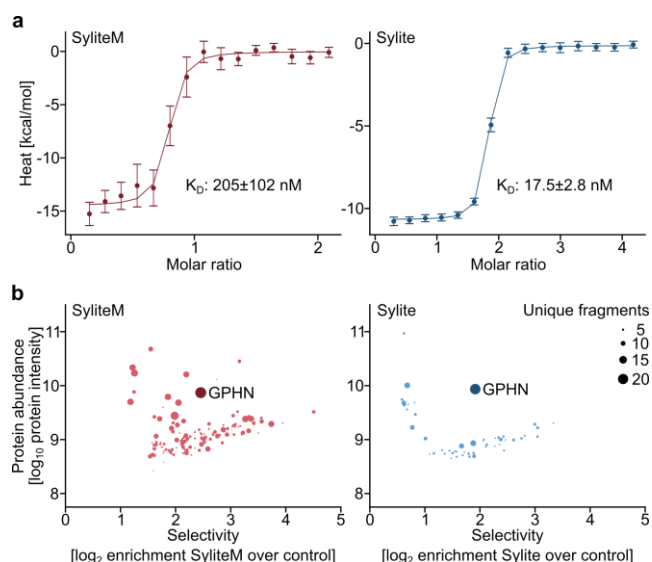 a
SyliteM
Sylite
Heat [kcal/mol]
0
-5
-10
-15
K_D: 205±102 nM
0
1
2
Molar ratio
0
-5
-10
K_D: 17.5±2.8 nM
0
1
2
3
4
Molar ratio
b
SyliteM
Sylite
Unique fragments
5
10
15
20
Protein abundance
[log₁₀ protein intensity]
11
10
9
8
GPHN
0
1
2
3
4
5
Selectivity
[log₂ enrichment SyliteM over control]
11
10
9
8
GPHN
0
1
2
3
4
5
Selectivity
[log₂ enrichment Sylite over control]